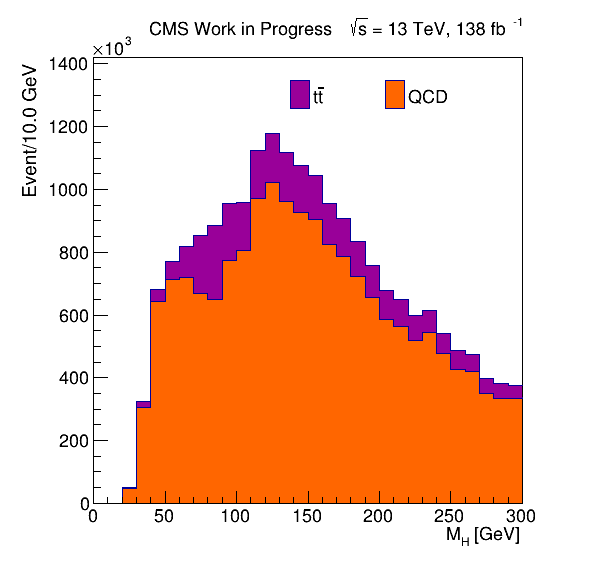 CMS Work in Progress √s = 13 TeV, 138 fb⁻¹
×10³
Event/10.0 GeV
1400
1200
1000
800
600
400
200
0
tt̄ QCD
0 50 100 150 200 250 300
M_H [GeV]